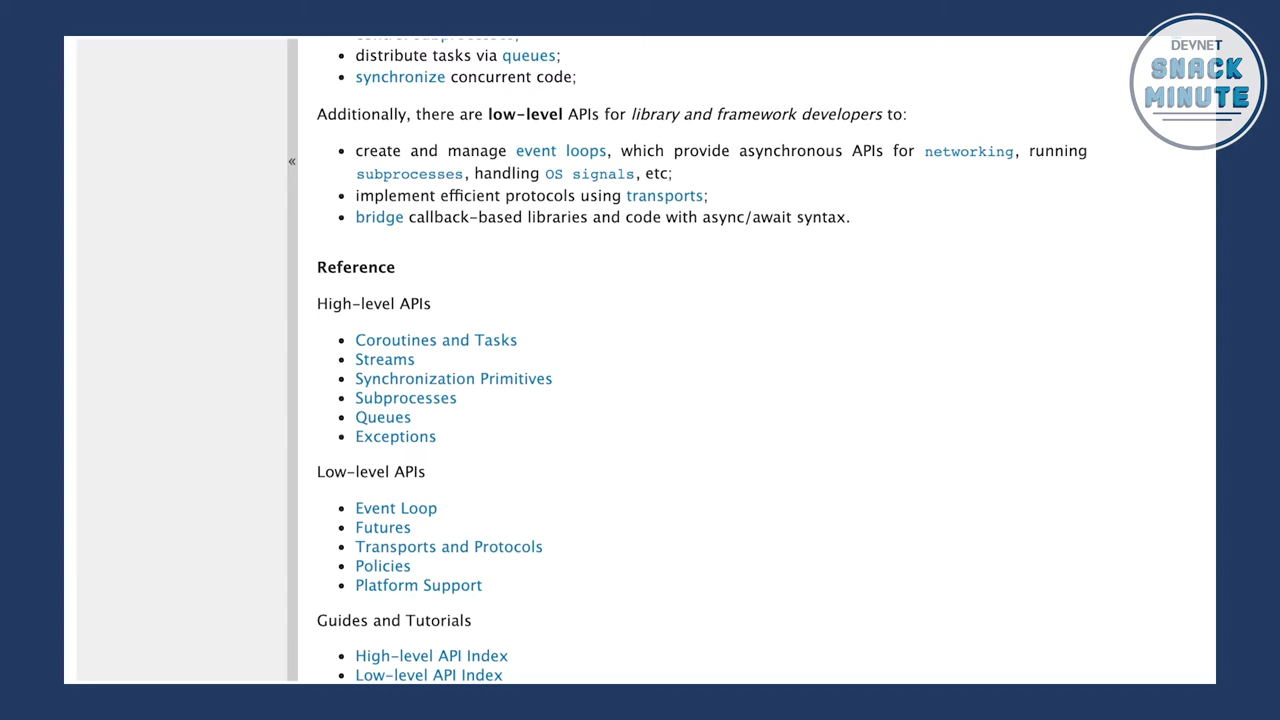 DEVNET
SNACK
MINUTE
• distribute tasks via queues;
• synchronize concurrent code;
Additionally, there are low-level APIs for library and framework developers to:
«
• create and manage event loops, which provide asynchronous APIs for networking, running
subprocesses, handling OS signals, etc;
• implement efficient protocols using transports;
• bridge callback-based libraries and code with async/await syntax.
Reference
High-level APIs
• Coroutines and Tasks
• Streams
• Synchronization Primitives
• Subprocesses
• Queues
• Exceptions
Low-level APIs
• Event Loop
• Futures
• Transports and Protocols
• Policies
• Platform Support
Guides and Tutorials
• High-level API Index
• Low-level API Index